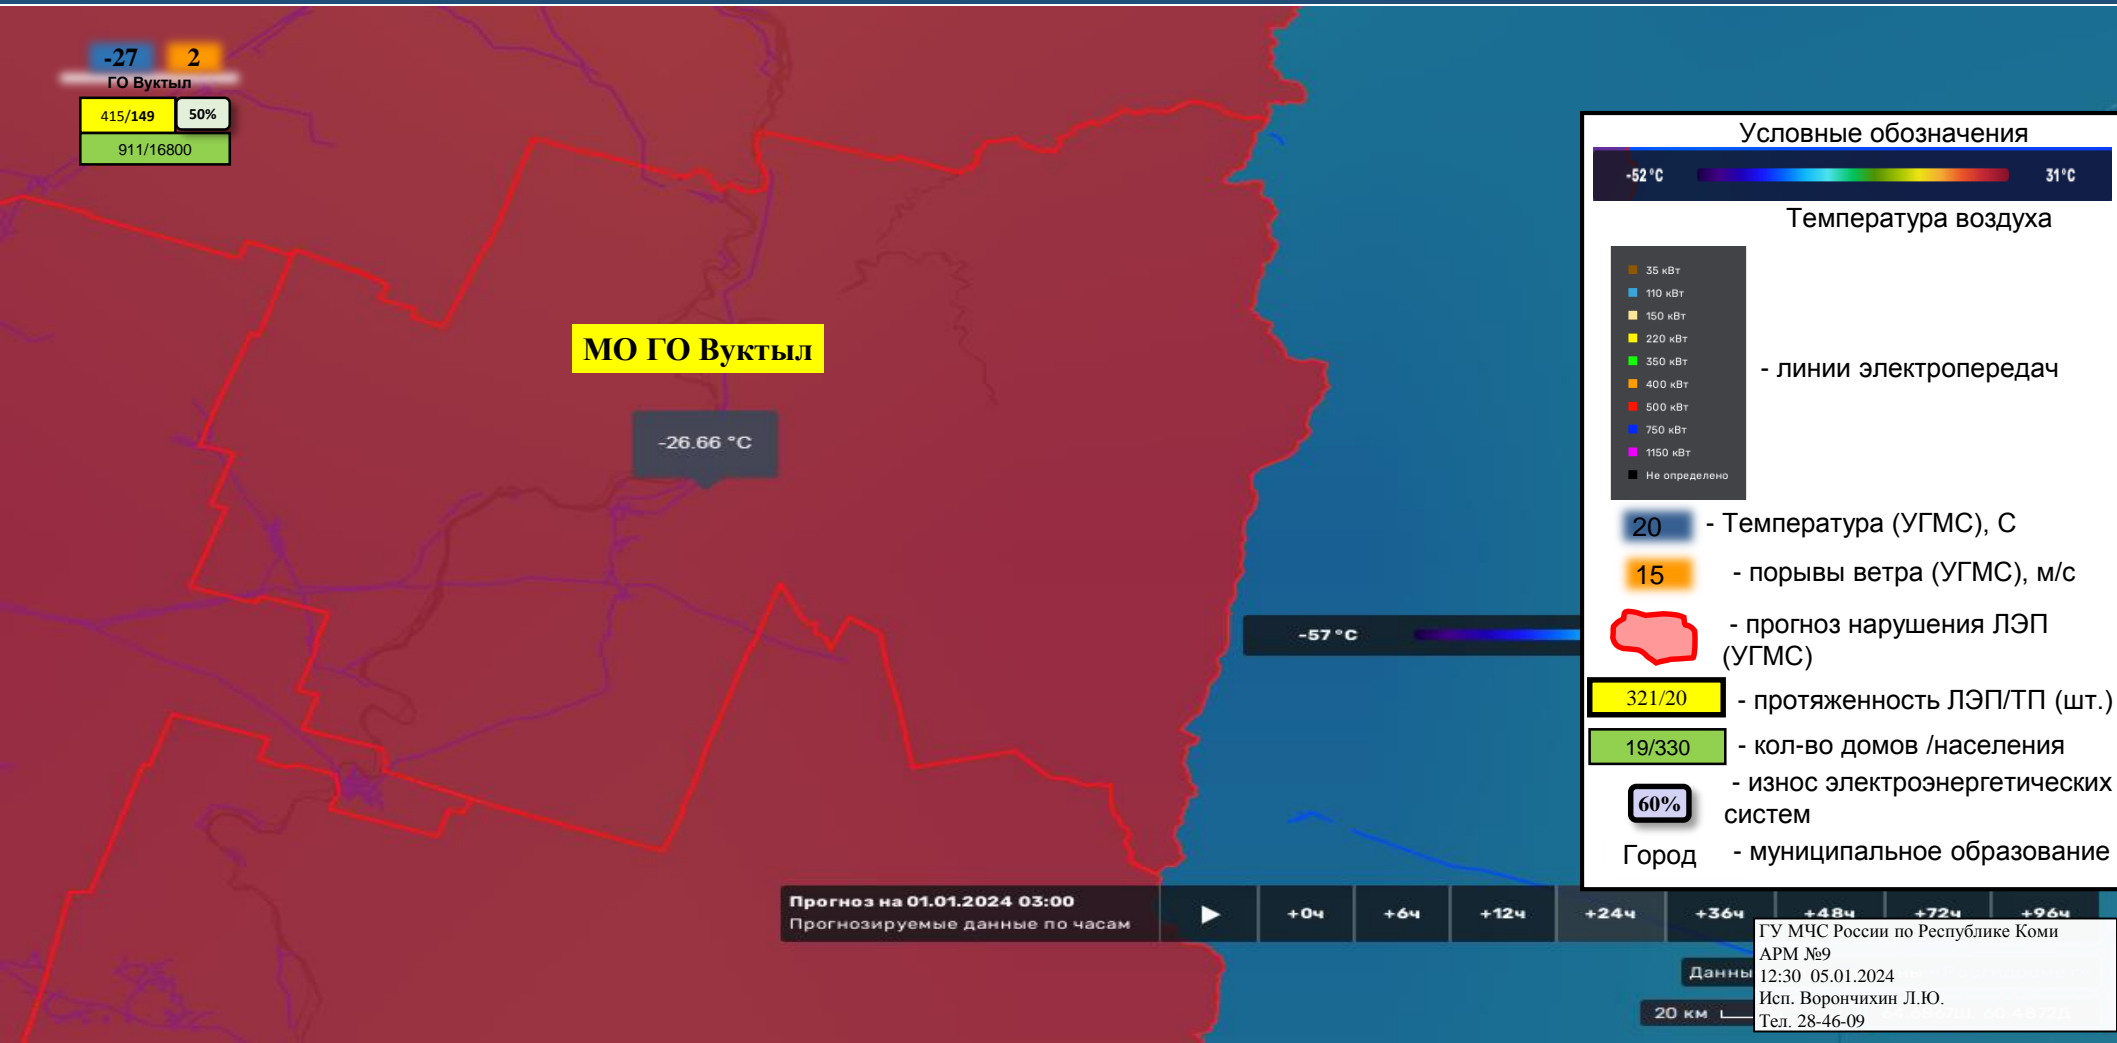 -27 2
ГО Вуктыл
415/149 50%
911/16800
МО ГО Вуктыл
-26.66 °C
-57°C
Условные обозначения
-52°C 31°C
Температура воздуха
35 кВт
110 кВт
150 кВт
220 кВт
350 кВт
400 кВт
500 кВт
750 кВт
1150 кВт
Не определено
- линии электропередач
20 - Температура (УГМС), С
15 - порывы ветра (УГМС), м/с
- прогноз нарушения ЛЭП
(УГМС)
321/20 - протяженность ЛЭП/ТП (шт.)
19/330 - кол-во домов /населения
60% - износ электроэнергетических
систем
Город - муниципальное образование
Прогноз на 01.01.2024 03:00
Прогнозируемые данные по часам
+0ч +6ч +12ч +24ч +36ч +48ч +72ч +96ч
Данны
20 км
ГУ МЧС России по Республике Коми
АРМ №9
12:30 05.01.2024
Исп. Ворончихин Л.Ю.
Тел. 28-46-09